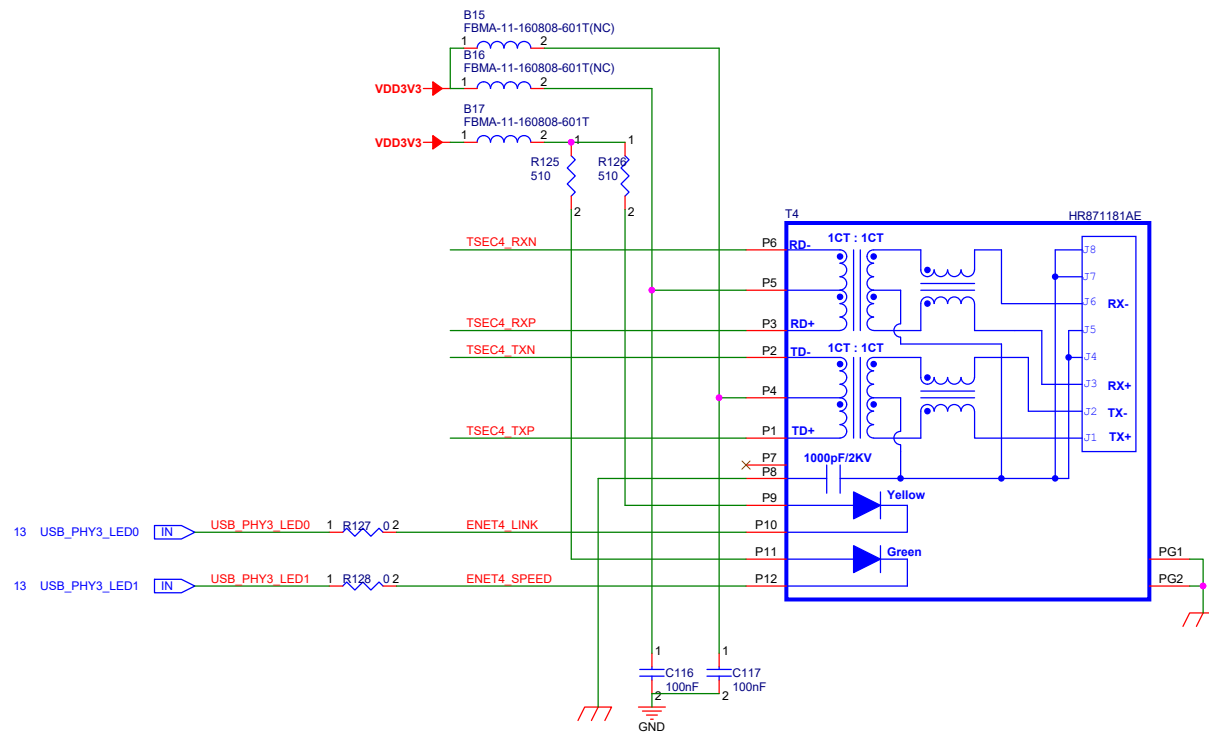 B15
FBMA-11-160808-601T(NC)
1 2
B16
FBMA-11-160808-601T(NC)
VDD3V3 1 2
B17
FBMA-11-160808-601T
VDD3V3 1 2 1 1
R125 R126
510 510
2 2
T4 HR871181AE
TSEC4_RXN P6 RD- 1CT : 1CT J8
P5 J7
J6 RX-
TSEC4_RXP P3 RD+ J5
TSEC4_TXN P2 TD- 1CT : 1CT J4
P4 J3 RX+
J2 TX-
TSEC4_TXP P1 TD+ J1 TX+
P7 1000pF/2KV
P8
P9 Yellow
13 USB_PHY3_LED0 IN USB_PHY3_LED0 1 R127 0 2 ENET4_LINK P10
P11 Green PG1
13 USB_PHY3_LED1 IN USB_PHY3_LED1 1 R128 0 2 ENET4_SPEED P12 PG2
1 1
C116 C117
100nF 100nF
2 2
GND